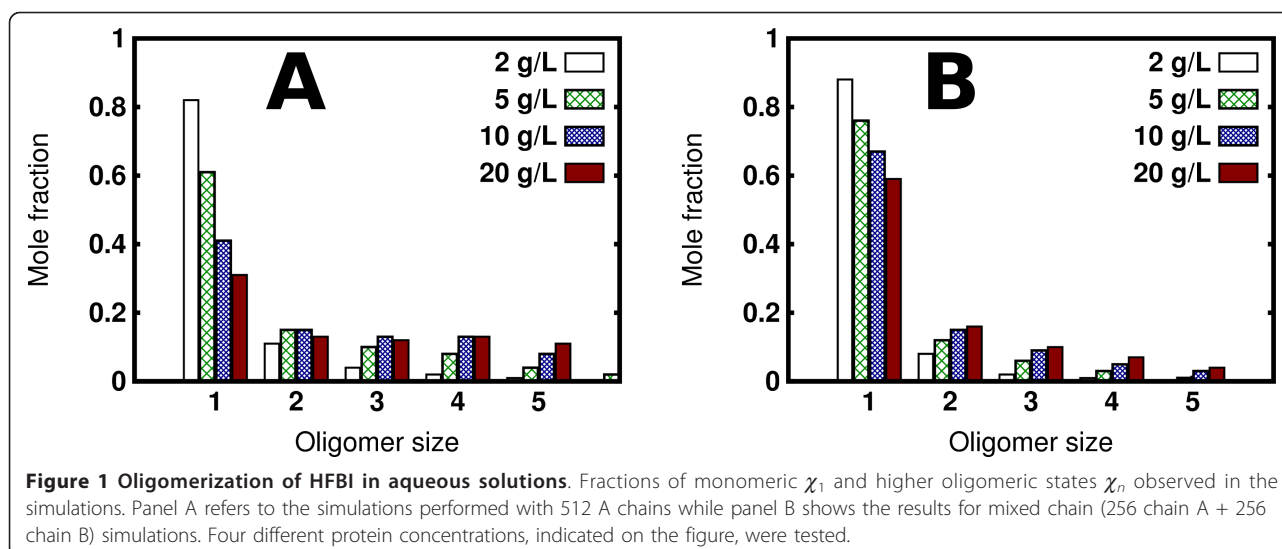 A
1
0.8
0.6
0.4
0.2
0
Mole fraction
2 g/L
5 g/L
10 g/L
20 g/L
1 2 3 4 5
Oligomer size
B
1
0.8
0.6
0.4
0.2
0
Mole fraction
2 g/L
5 g/L
10 g/L
20 g/L
1 2 3 4 5
Oligomer size
Figure 1 Oligomerization of HFBI in aqueous solutions. Fractions of monomeric χ₁ and higher oligomeric states χₙ observed in the
simulations. Panel A refers to the simulations performed with 512 A chains while panel B shows the results for mixed chain (256 chain A + 256
chain B) simulations. Four different protein concentrations, indicated on the figure, were tested.